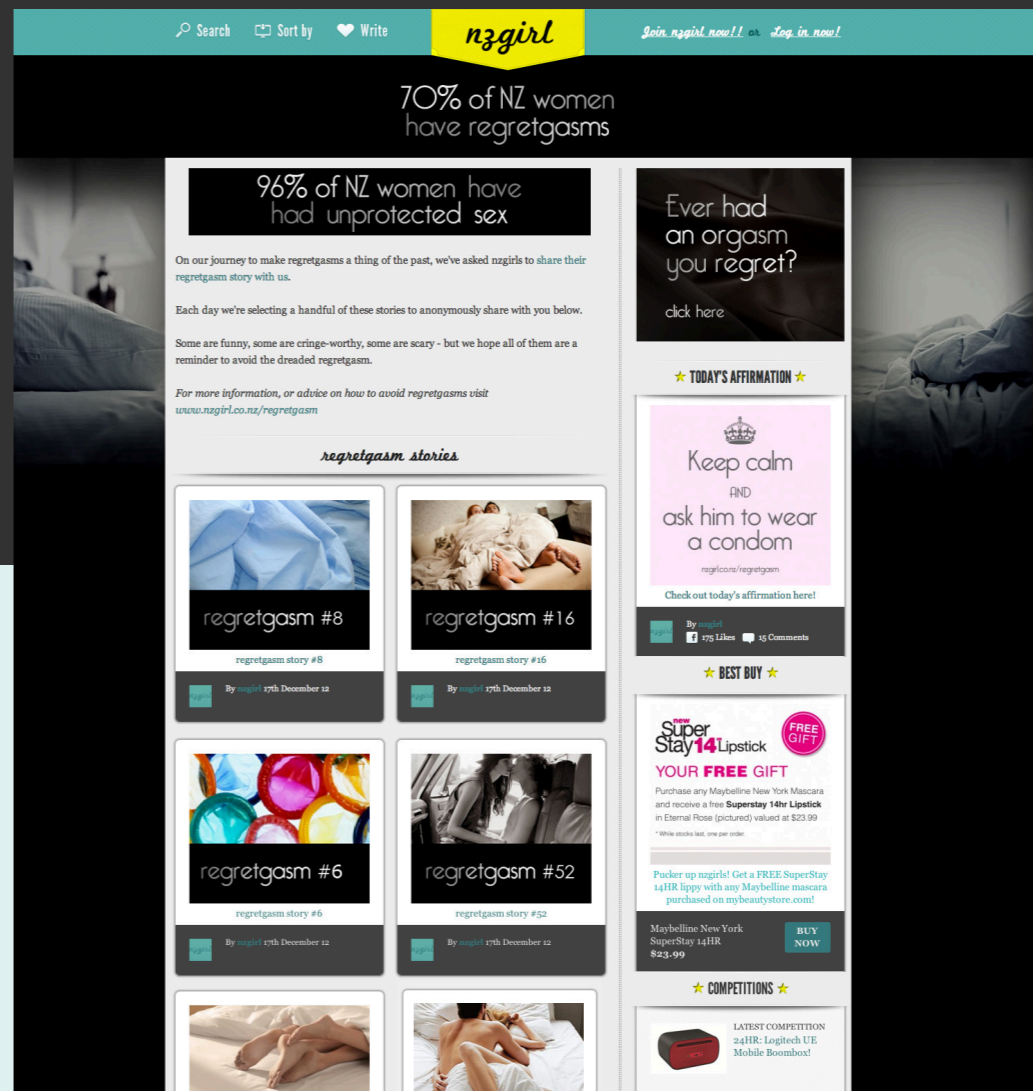 Search Sort by Write
nzgirl
Join nzgirl now!! or Log in now!
70% of NZ women
have regretgasms
96% of NZ women have
had unprotected sex
On our journey to make regretgasms a thing of the past, we've asked nzgirls to share their
regretgasm story with us.
Each day we're selecting a handful of these stories to anonymously share with you below.
Some are funny, some are cringe-worthy, some are scary - but we hope all of them are a
reminder to avoid the dreaded regretgasm.
For more information, or advice on how to avoid regretgasms visit
www.nzgirl.co.nz/regretgasm
regretgasm stories
regretgasm #8
regretgasm story #8
By nzgirl 17th December 12
regretgasm #16
regretgasm story #16
By nzgirl 17th December 12
regretgasm #6
regretgasm story #6
By nzgirl 17th December 12
regretgasm #52
regretgasm story #52
By nzgirl 17th December 12
Ever had
an orgasm
you regret?
click here
TODAY'S AFFIRMATION
Keep calm
AND
ask him to wear
a condom
nzgirl.co.nz/regretgasm
Check out today's affirmation here!
By nzgirl
175 Likes 15 Comments
BEST BUY
new
Super
Stay 14HR Lipstick
FREE
GIFT
YOUR FREE GIFT
Purchase any Maybelline New York Mascara
and receive a free Superstay 14hr Lipstick
in Eternal Rose (pictured) valued at $23.99
* While stocks last, one per order.
Pucker up nzgirls! Get a FREE SuperStay
14HR lippy with any Maybelline mascara
purchased on mybeautystore.com!
Maybelline New York
SuperStay 14HR
$23.99
BUY
NOW
COMPETITIONS
LATEST COMPETITION
24HR: Logitech UE
Mobile Boombox!